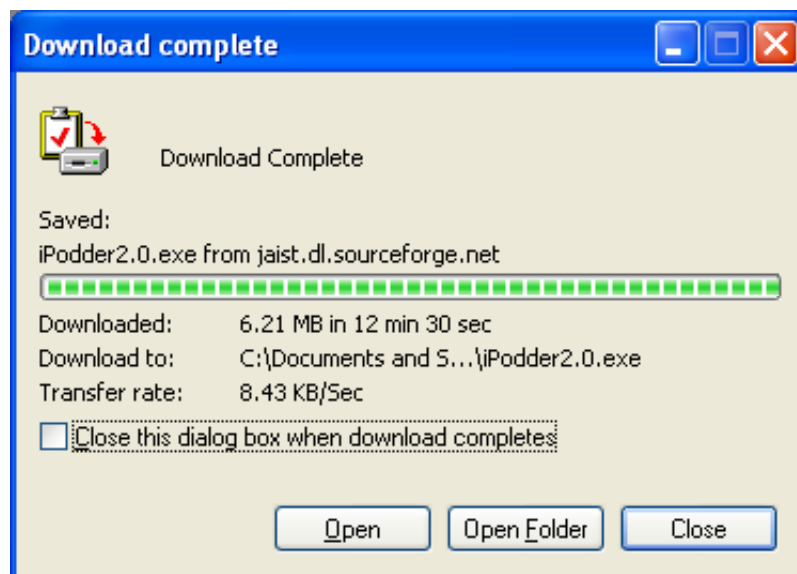 Download complete
Download Complete
Saved:
iPodder2.0.exe from jaist.dl.sourceforge.net
Downloaded: 6.21 MB in 12 min 30 sec
Download to: C:\Documents and S...\iPodder2.0.exe
Transfer rate: 8.43 KB/Sec
Close this dialog box when download completes
Open Open Folder Close